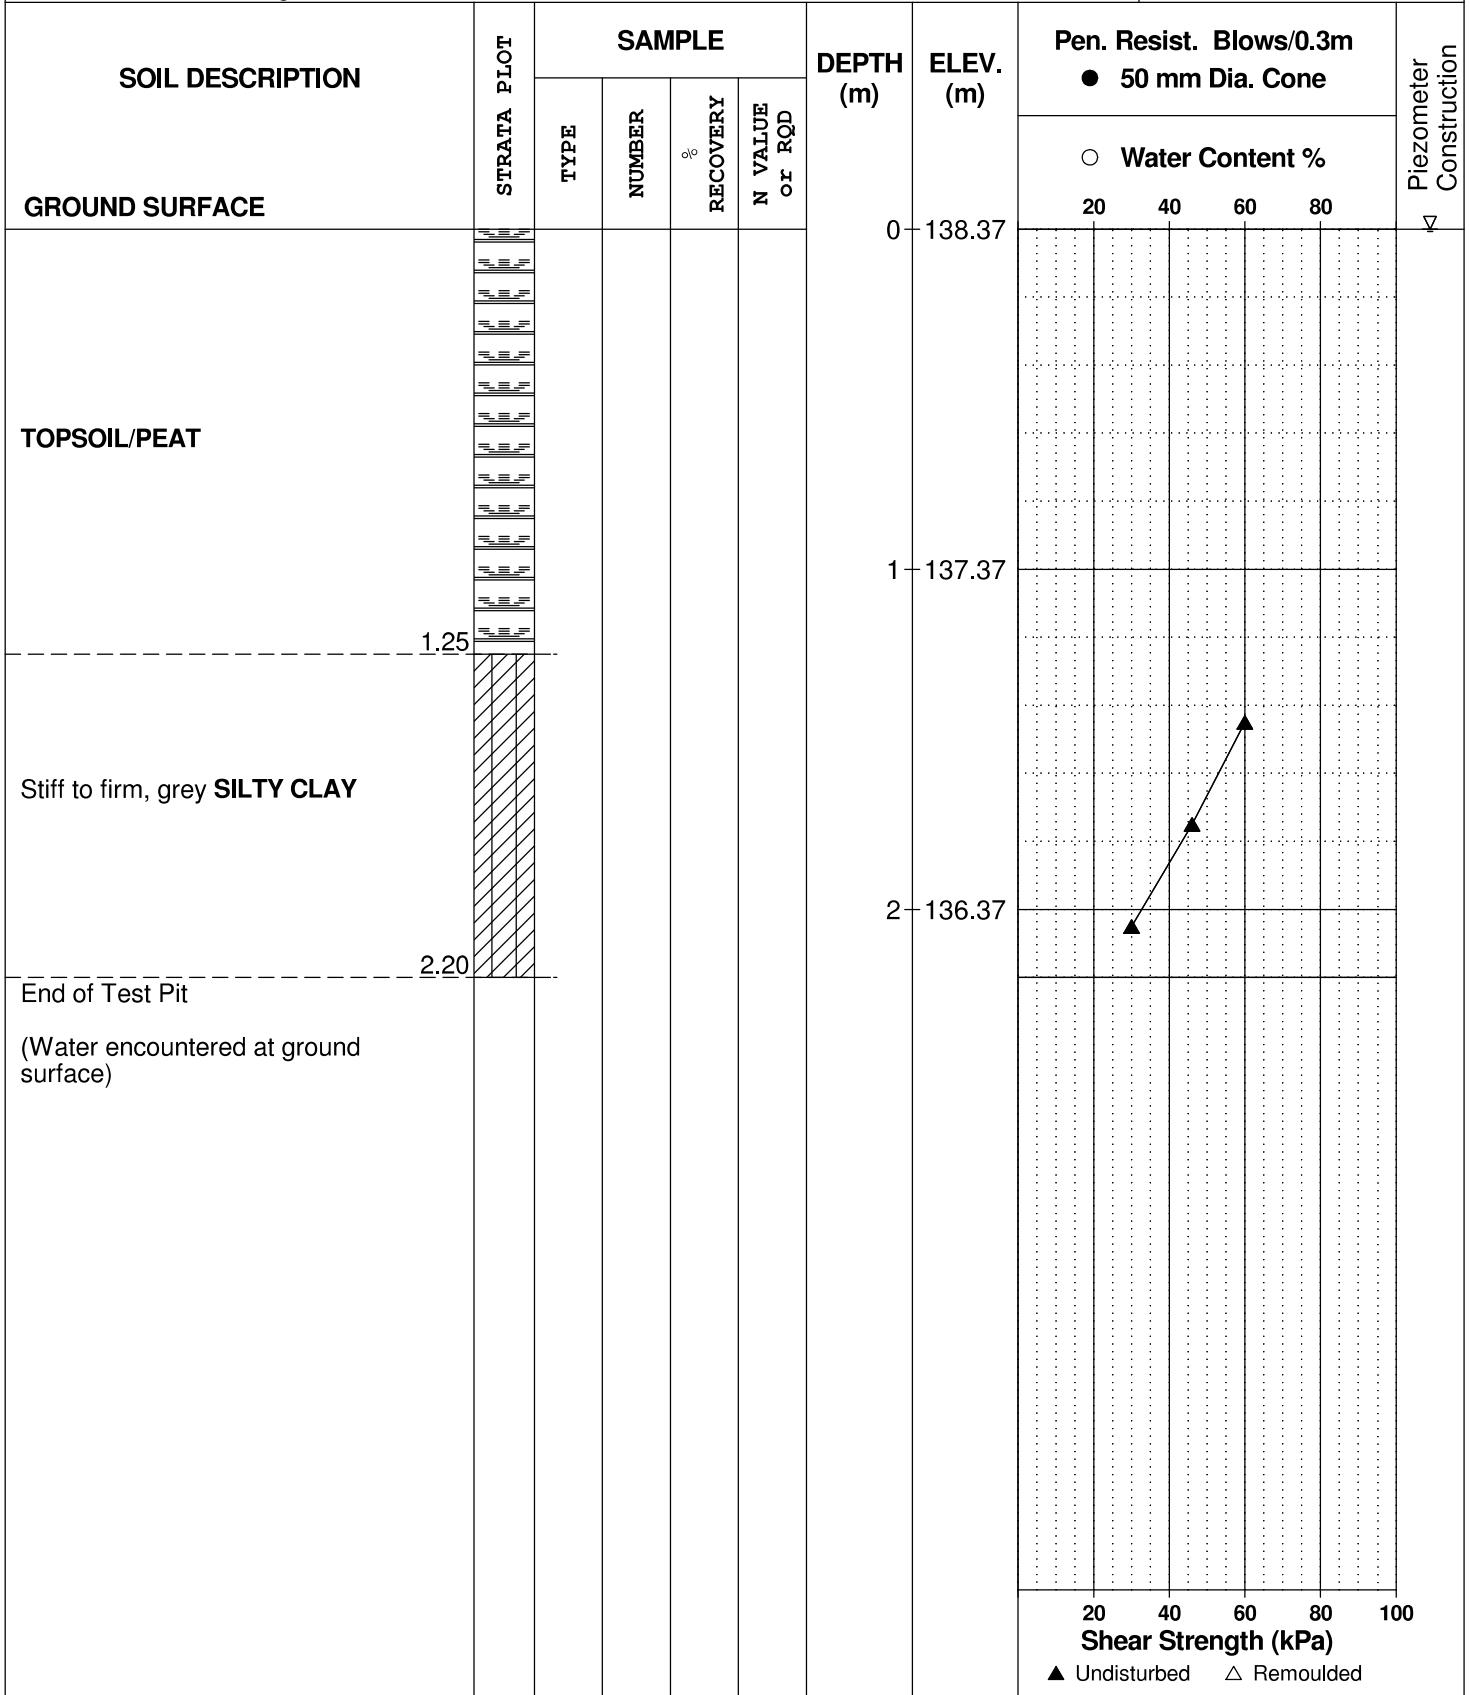 SOIL DESCRIPTION
GROUND SURFACE
STRATA PLOT
SAMPLE
TYPE
NUMBER
%
RECOVERY
N VALUE
or RQD
DEPTH
(m)
ELEV.
(m)
Pen. Resist. Blows/0.3m
● 50 mm Dia. Cone
○ Water Content %
20 40 60 80
Piezometer
Construction
0 138.37
TOPSOIL/PEAT
1 137.37
1.25
Stiff to firm, grey SILTY CLAY
2 136.37
2.20
End of Test Pit
(Water encountered at ground
surface)
20 40 60 80 100
Shear Strength (kPa)
▲ Undisturbed △ Remoulded